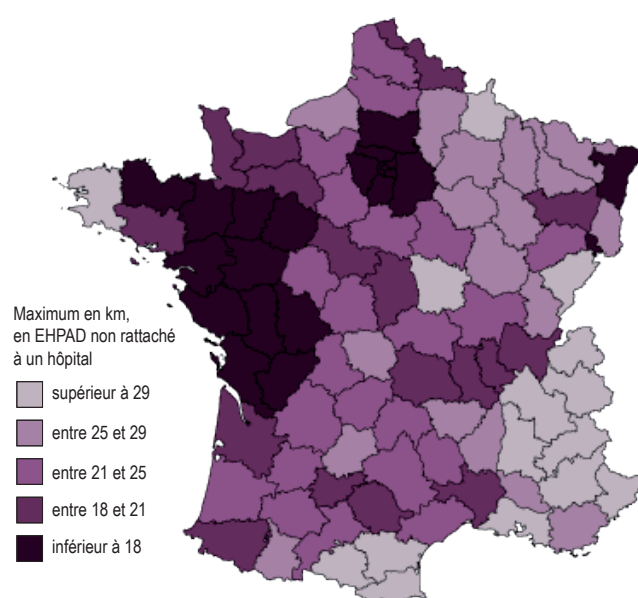 Maximum en km,
en EHPAD non rattaché
à un hôpital
supérieur à 29
entre 25 et 29
entre 21 et 25
entre 18 et 21
inférieur à 18